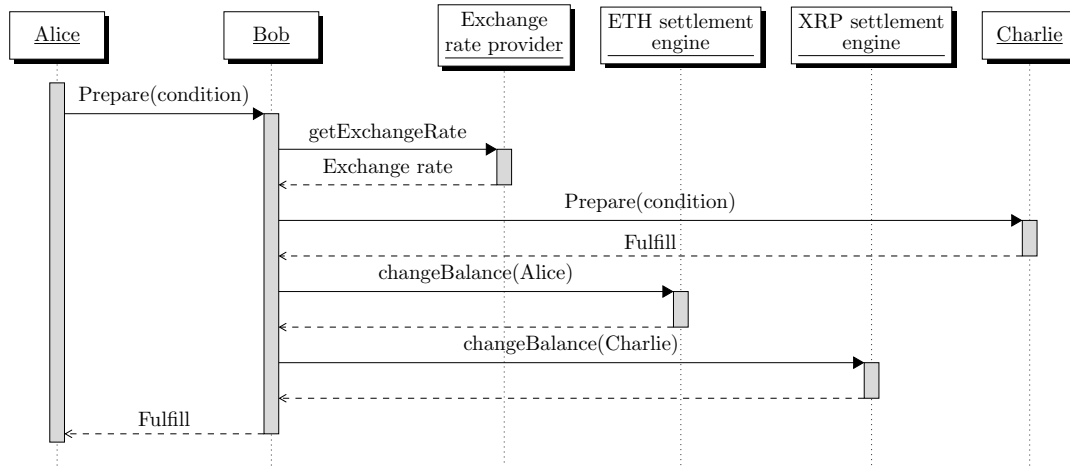 Alice
Bob
Exchange
rate provider
ETH settlement
engine
XRP settlement
engine
Charlie
Prepare(condition)
getExchangeRate
Exchange rate
Prepare(condition)
Fulfill
changeBalance(Alice)
changeBalance(Charlie)
Fulfill